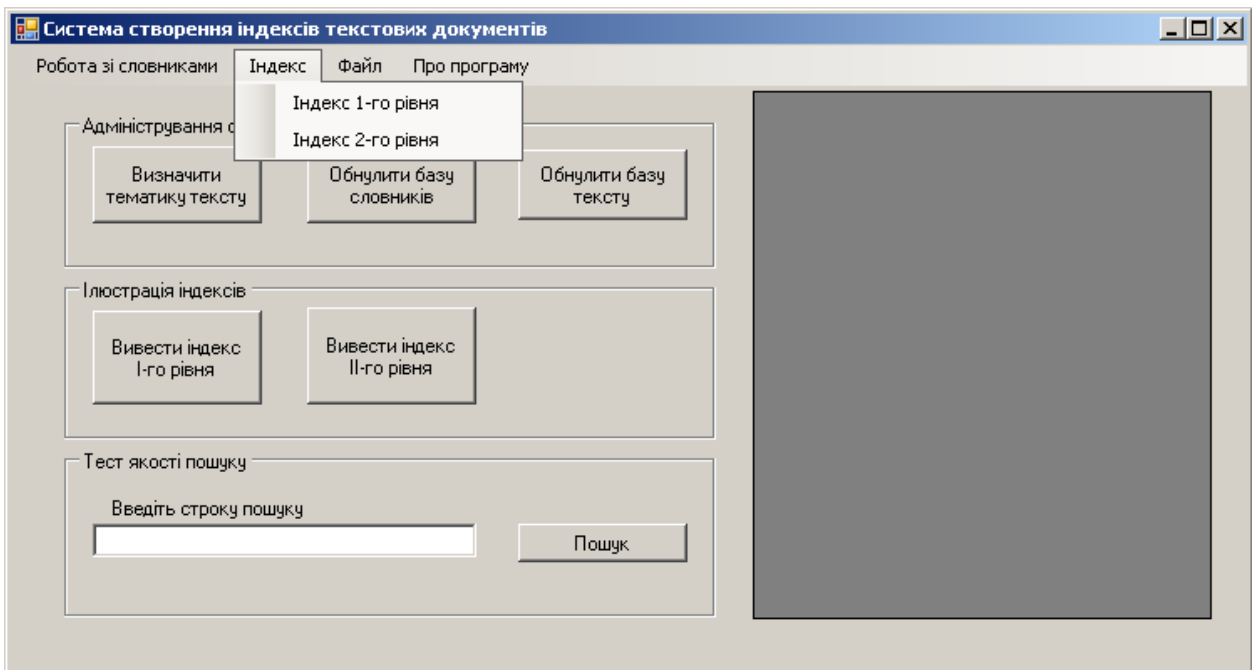 Система створення індексів текстових документів
Робота зі словниками Індекс Файл Про програму
Індекс 1-го рівня
Індекс 2-го рівня
Адміністрування
Визначити
тематику тексту
Обнулити базу
словників
Обнулити базу
тексту
Ілюстрація індексів
Вивести індекс
І-го рівня
Вивести індекс
ІІ-го рівня
Тест якості пошуку
Введіть строку пошуку
Пошук